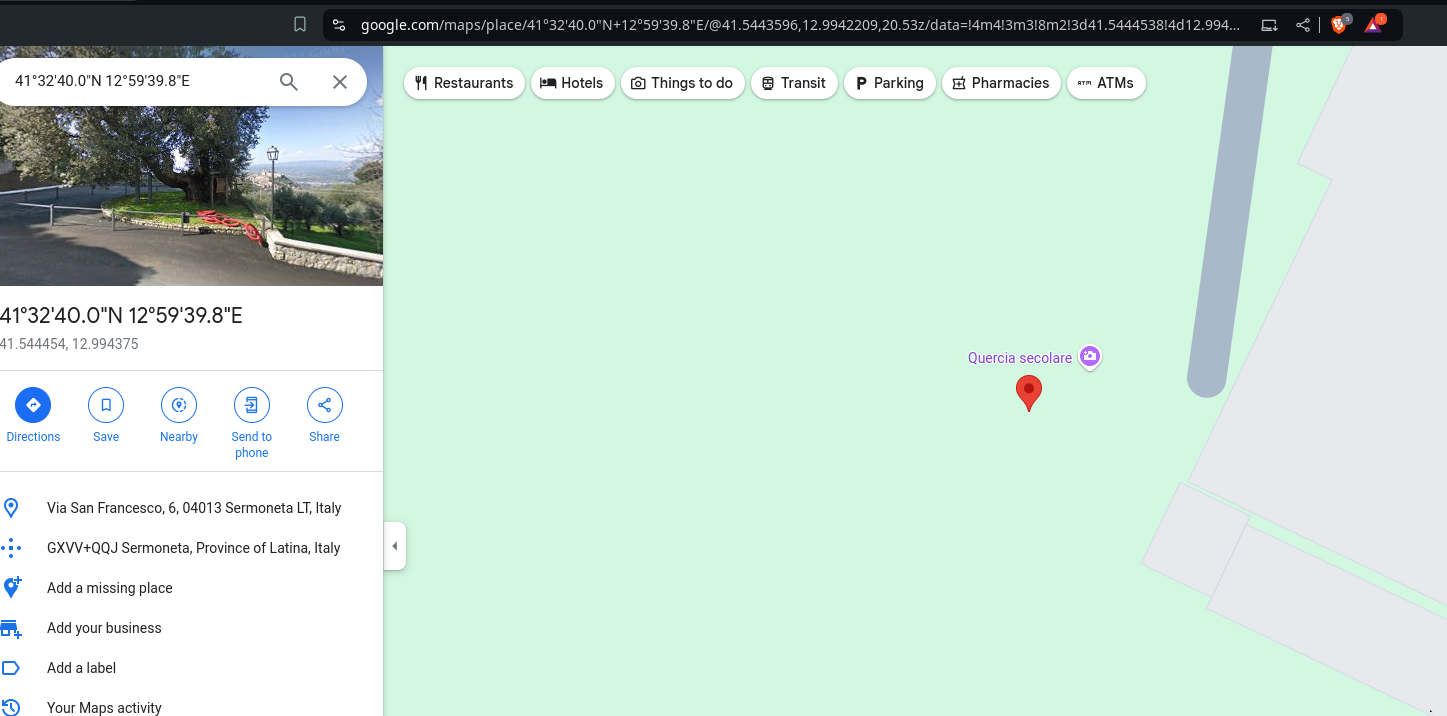 google.com/maps/place/41°32'40.0"N+12°59'39.8"E/@41.5443596,12.9942209,20.53z/data=!4m4!3m3!8m2!3d41.5444538!4d12.994...
5
1
41°32'40.0"N 12°59'39.8"E
Restaurants
Hotels
Things to do
Transit
Parking
Pharmacies
ATM ATMs
41°32'40.0"N 12°59'39.8"E
41.544454, 12.994375
Directions
Save
Nearby
Send to
phone
Share
Via San Francesco, 6, 04013 Sermoneta LT, Italy
GXVV+QQJ Sermoneta, Province of Latina, Italy
Add a missing place
Add your business
Add a label
Your Maps activity
Quercia secolare